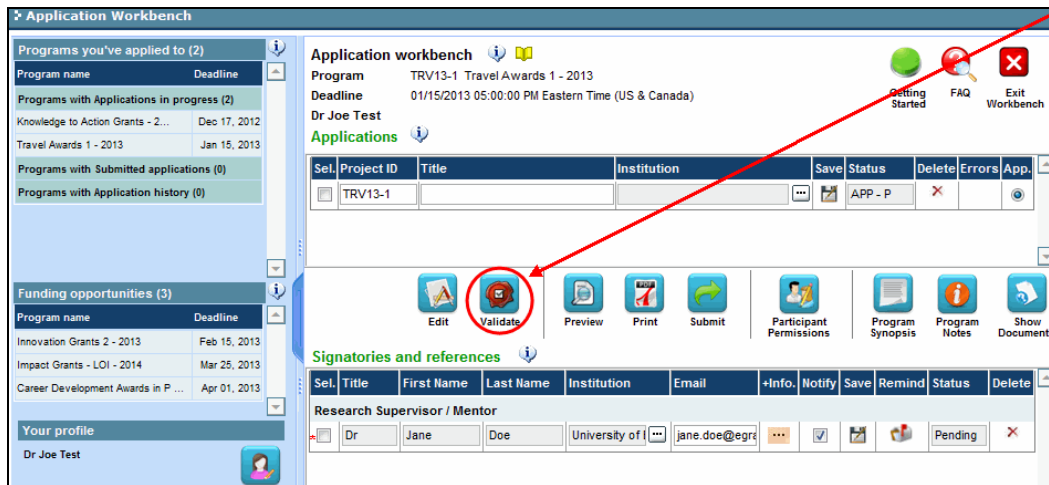 Application Workbench
Programs you've applied to (2)
Program name Deadline
Programs with Applications in progress (2)
Knowledge to Action Grants - 2... Dec 17, 2012
Travel Awards 1 - 2013 Jan 15, 2013
Programs with Submitted applications (0)
Programs with Application history (0)
Funding opportunities (3)
Program name Deadline
Innovation Grants 2 - 2013 Feb 15, 2013
Impact Grants - LOI - 2014 Mar 25, 2013
Career Development Awards in P ... Apr 01, 2013
Your profile
Dr Joe Test
Application workbench
Program TRV13-1 Travel Awards 1 - 2013
Deadline 01/15/2013 05:00:00 PM Eastern Time (US & Canada)
Dr Joe Test
Getting Started FAQ Exit Workbench
Applications
Sel. Project ID Title Institution Save Status Delete Errors App.
TRV13-1 ... APP - P
Edit Validate Preview Print Submit Participant Permissions Program Synopsis Program Notes Show Document
Signatories and references
Sel. Title First Name Last Name Institution Email +Info. Notify Save Remind Status Delete
Research Supervisor / Mentor
* Dr Jane Doe University of I ... jane.doe@egra ... Pending